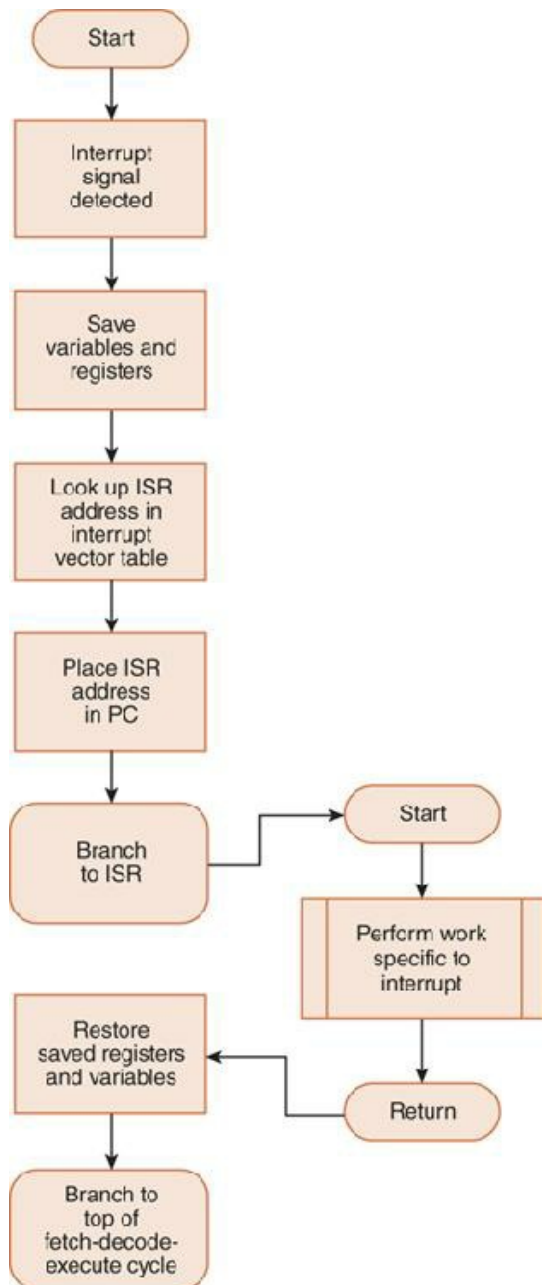 Start
Interrupt
signal
detected
Save
variables and
registers
Look up ISR
address in
interrupt
vector table
Place ISR
address
in PC
Branch
to ISR
Start
Perform work
specific to
interrupt
Return
Restore
saved registers
and variables
Branch to
top of
fetch-decode-
execute cycle